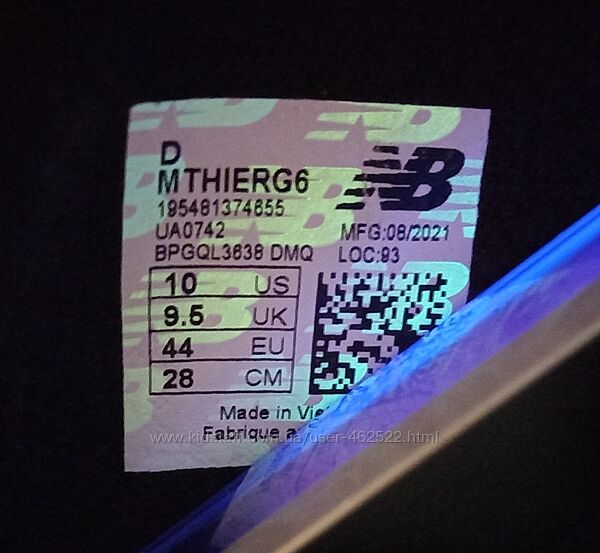 D
MTHIERG6
195481374655
UA0742
MFG:08/2021
BPGQL3638 DMQ
LOC:93
10 US
9.5 UK
44 EU
28 CM
Made in
Fabrique